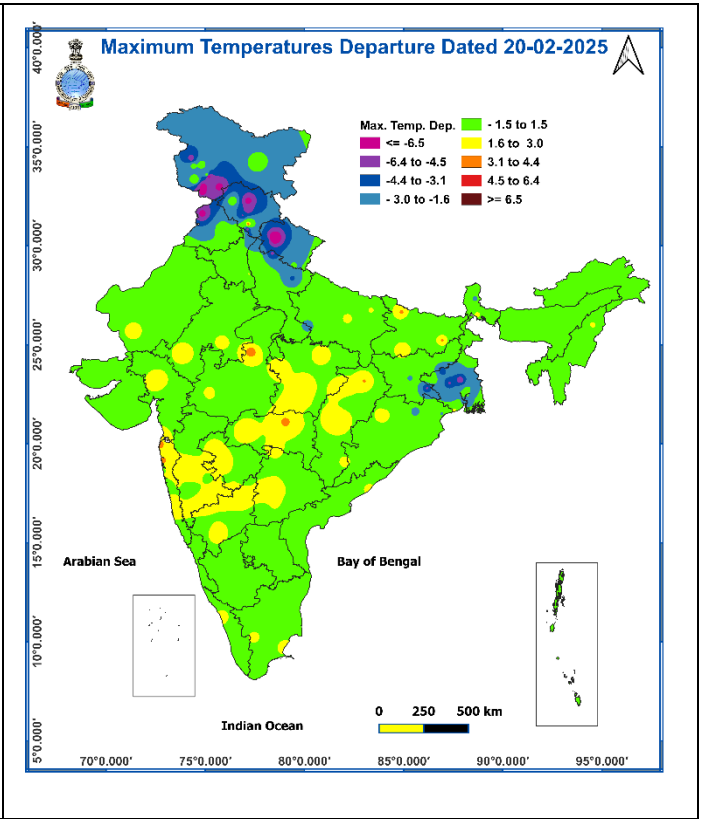 Maximum Temperatures Departure Dated 20-02-2025
Max. Temp. Dep.
<= -6.5
-6.4 to -4.5
-4.4 to -3.1
- 3.0 to -1.6
- 1.5 to 1.5
1.6 to 3.0
3.1 to 4.4
4.5 to 6.4
>= 6.5
40°0.000'
35°0.000'
30°0.000'
25°0.000'
20°0.000'
15°0.000'
10°0.000'
5°0.000'
Arabian Sea
Bay of Bengal
Indian Ocean
0 250 500 km
70°0.000' 75°0.000' 80°0.000' 85°0.000' 90°0.000' 95°0.000'